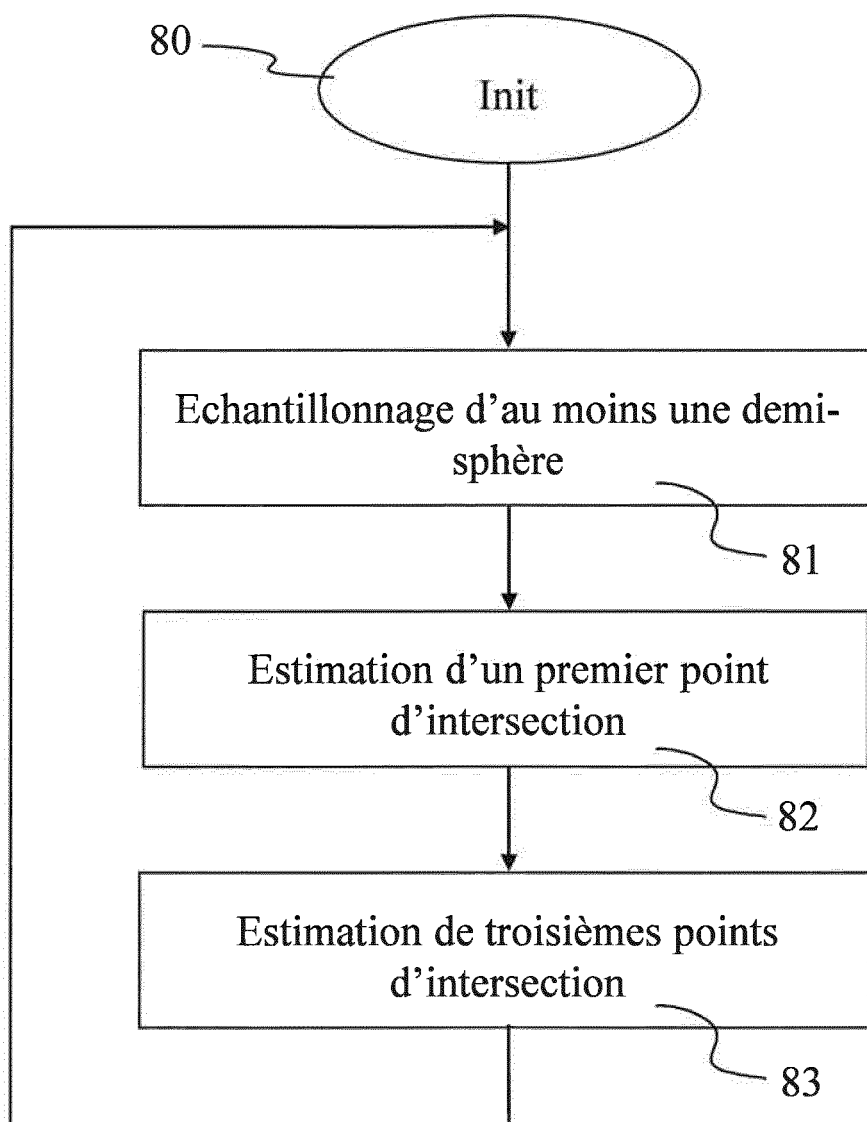 80
Init
Echantillonnage d’au moins une demi-
sphère
81
Estimation d’un premier point
d’intersection
82
Estimation de troisièmes points
d’intersection
83